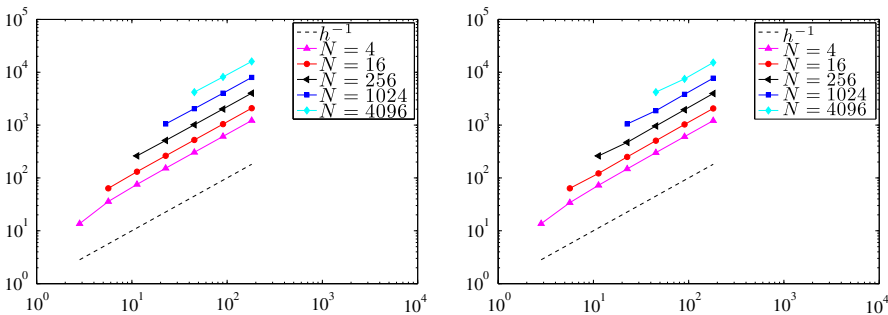 10^5
10^4
10^3
10^2
10^1
10^0
10^0 10^1 10^2 10^3 10^4
h^{-1}
N = 4
N = 16
N = 256
N = 1024
N = 4096
10^5
10^4
10^3
10^2
10^1
10^0
10^0 10^1 10^2 10^3 10^4
h^{-1}
N = 4
N = 16
N = 256
N = 1024
N = 4096